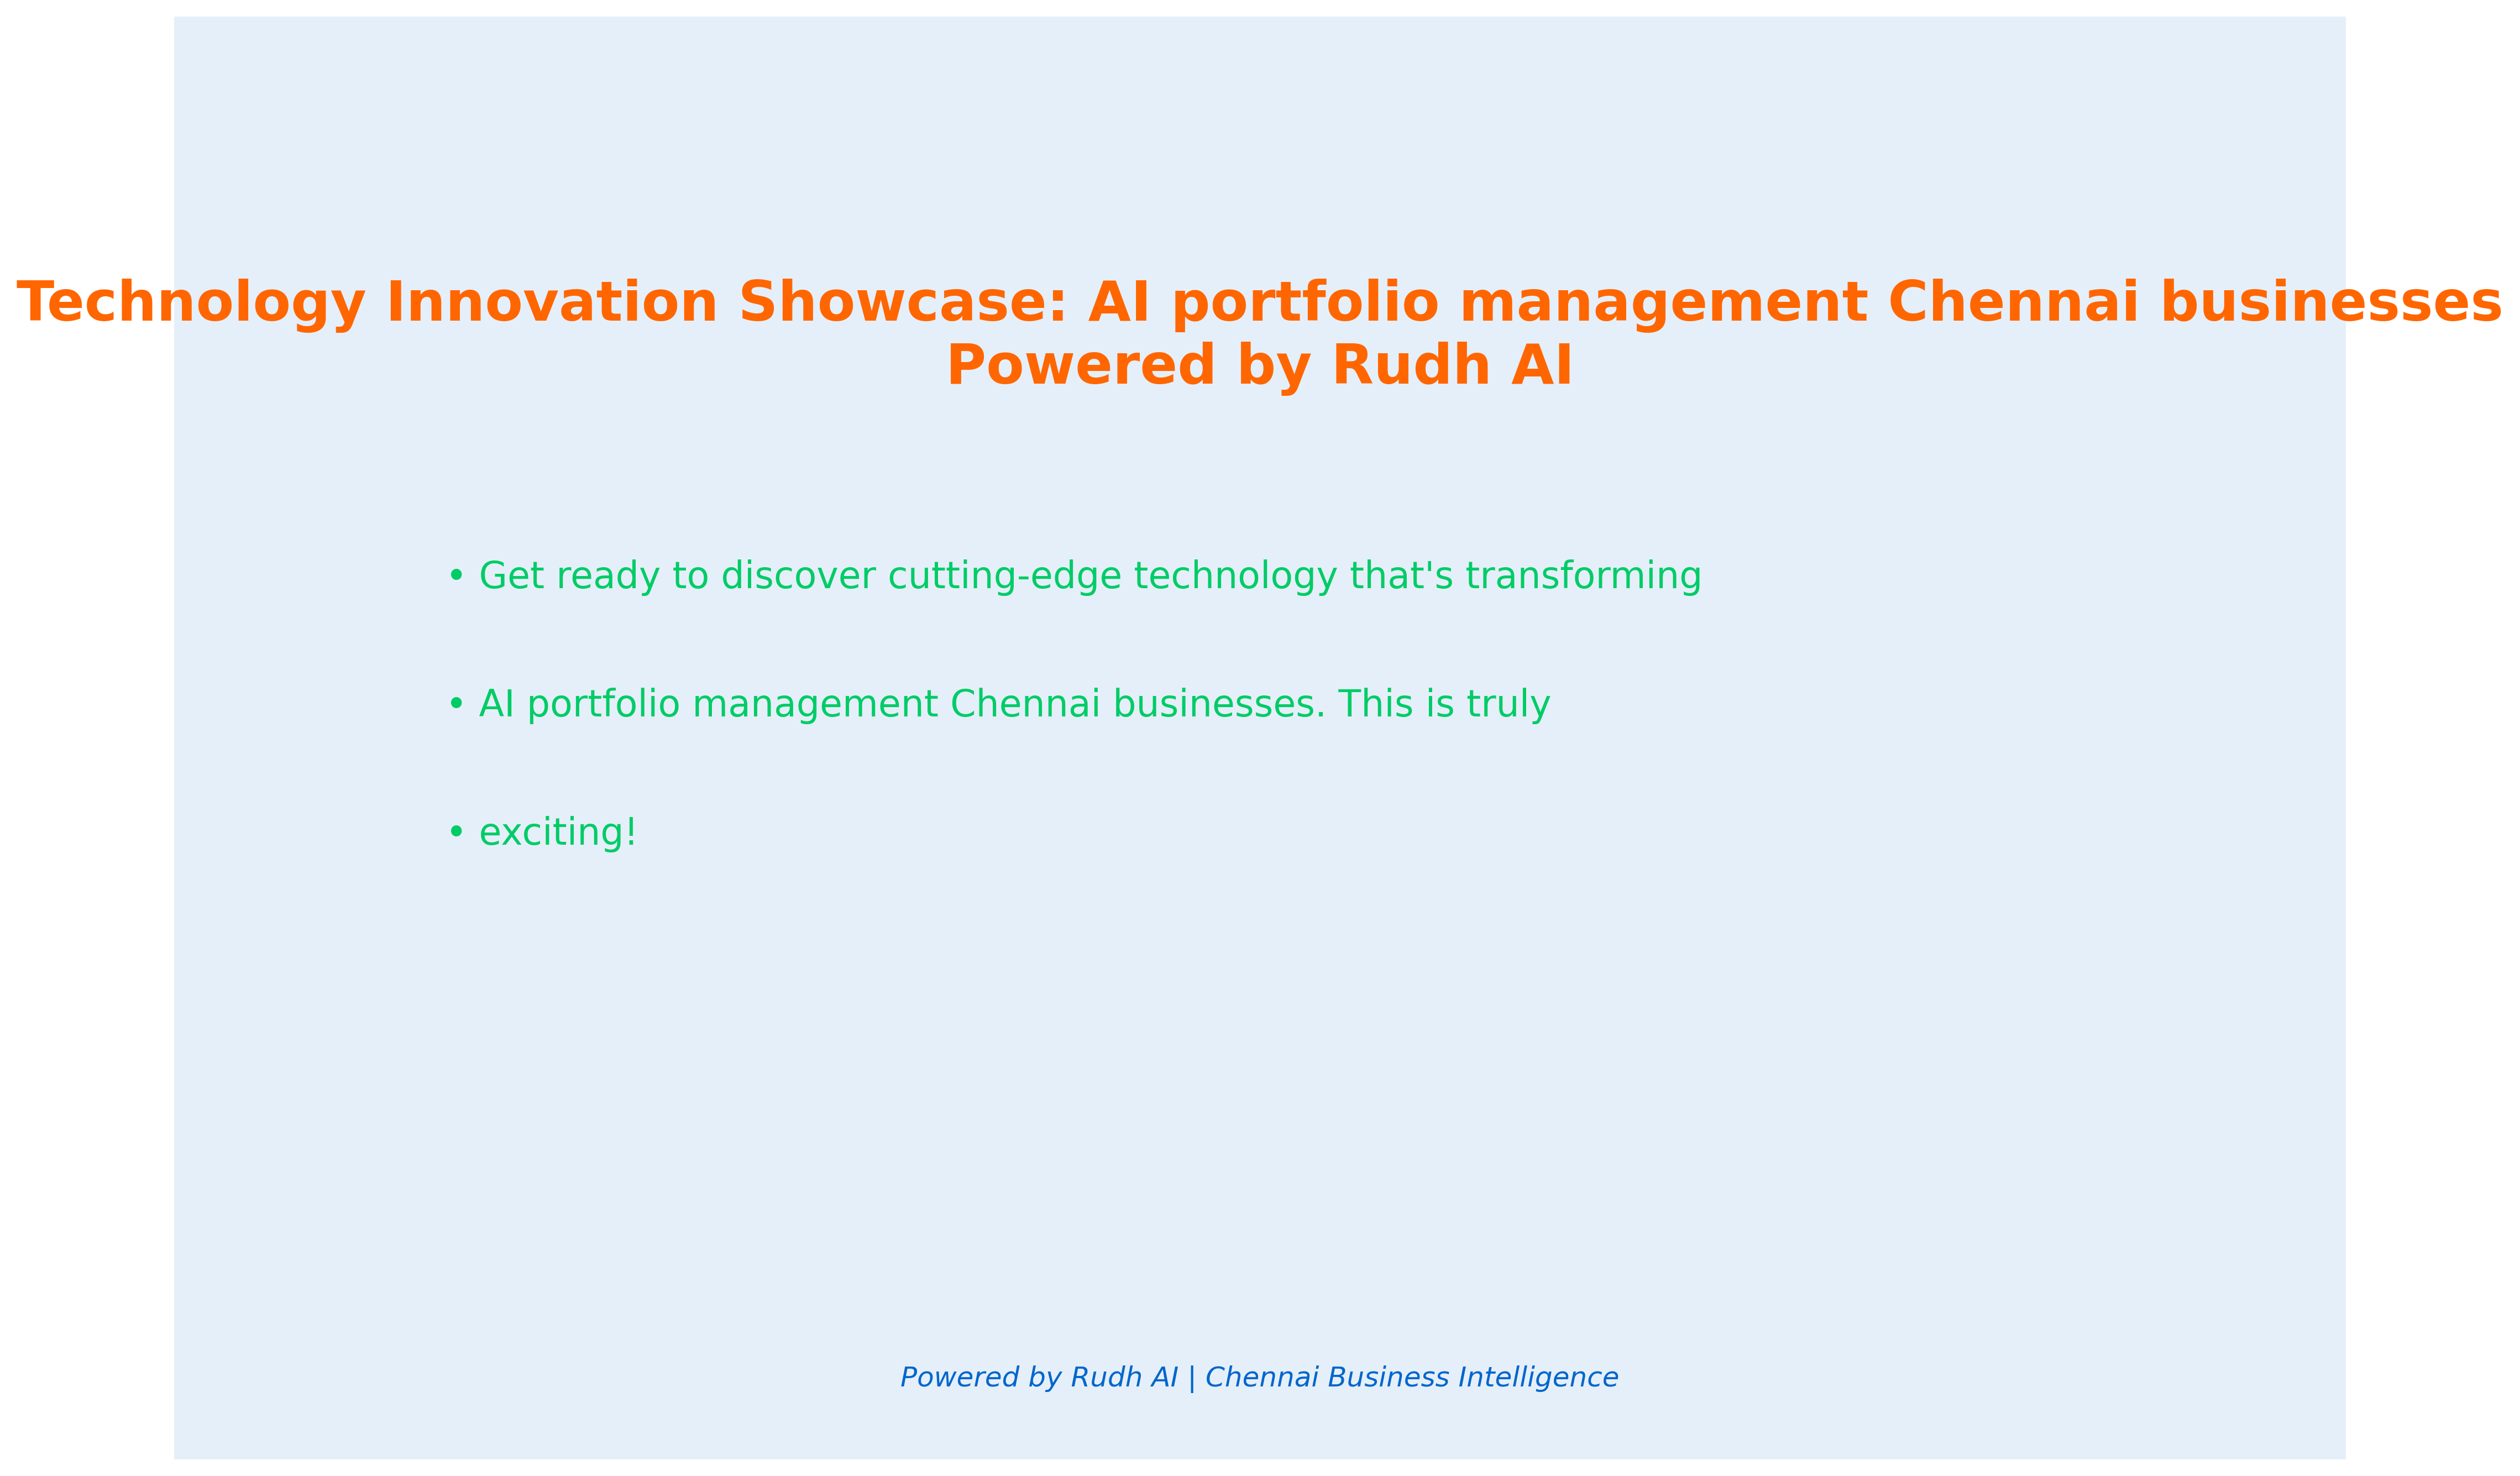 Technology Innovation Showcase: AI portfolio management Chennai businesses
Powered by Rudh AI
• Get ready to discover cutting-edge technology that's transforming
• AI portfolio management Chennai businesses. This is truly
• exciting!
Powered by Rudh AI | Chennai Business Intelligence